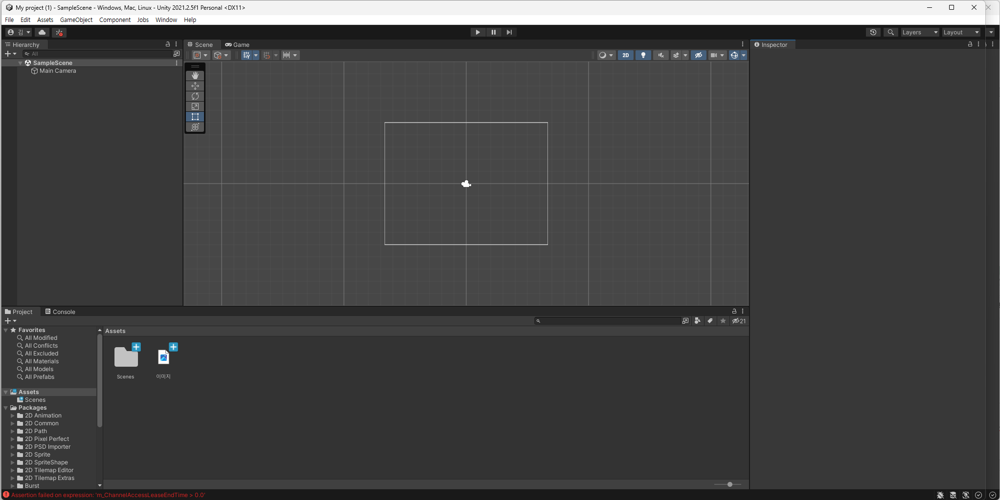 My project (1) - SampleScene - Windows, Mac, Linux - Unity 2021.2.5f1 Personal <DX11>
File Edit Assets GameObject Component Jobs Window Help
김 Layers Layout
Hierarchy Scene Game Inspector
All 2D
SampleScene
Main Camera
Project Console
21
Favorites
All Modified
All Conflicts
All Excluded
All Materials
All Models
All Prefabs
Assets
Scenes
Packages
2D Animation
2D Common
2D Path
2D Pixel Perfect
2D PSD Importer
2D Sprite
2D SpriteShape
2D Tilemap Editor
2D Tilemap Extras
Burst
Assets
Scenes 이미지
Assertion failed on expression: 'm_ChannelAccessLeaseEndTime > 0.0'